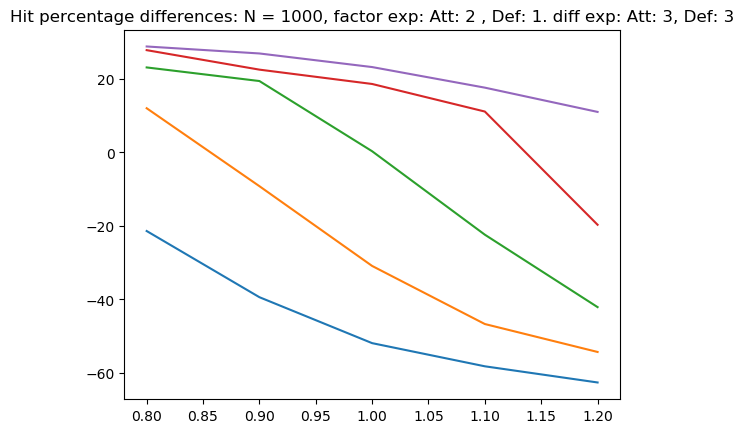 Hit percentage differences: N = 1000, factor exp: Att: 2 , Def: 1. diff exp: Att: 3, Def: 3
20
0
−20
−40
−60
0.80 0.85 0.90 0.95 1.00 1.05 1.10 1.15 1.20